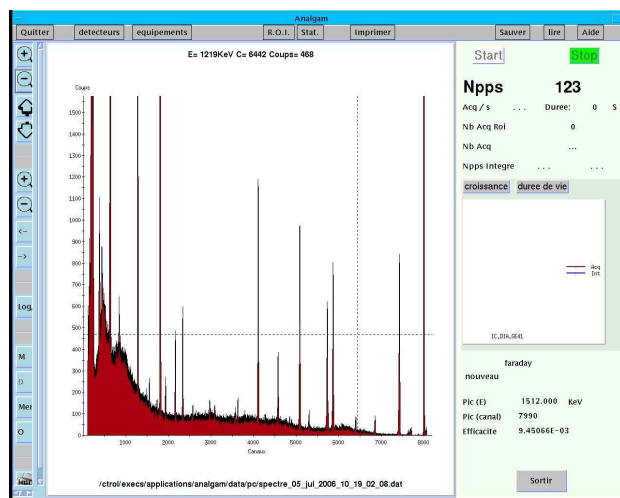 Analgam
Quitter detecteurs equipements R.O.I. Stat. Imprimer Sauver lire Aide
E= 1219KeV C= 6442 Coups= 468
Coups
1500
1400
1300
1200
1100
1000
900
800
700
600
500
400
300
200
100
0
1000 2000 3000 4000 5000 6000 7000 8000
Canaux
/ctrol/execs/applications/analgam/data/pc/spectre_05_jul_2006_10_19_02_08.dat
<-
->
Log
M
D
Mer
O
Start Stop
Npps 123
Acq / s ... Duree: 0 S
Nb Acq Roi 0
Nb Acq ...
Npps Integre ... ...
croissance duree de vie
Acq
Int
IC,DIA,GE41
faraday
nouveau
Pic (E) 1512.000 KeV
Pic (canal) 7990
Efficacite 9.45066E-03
Sortir